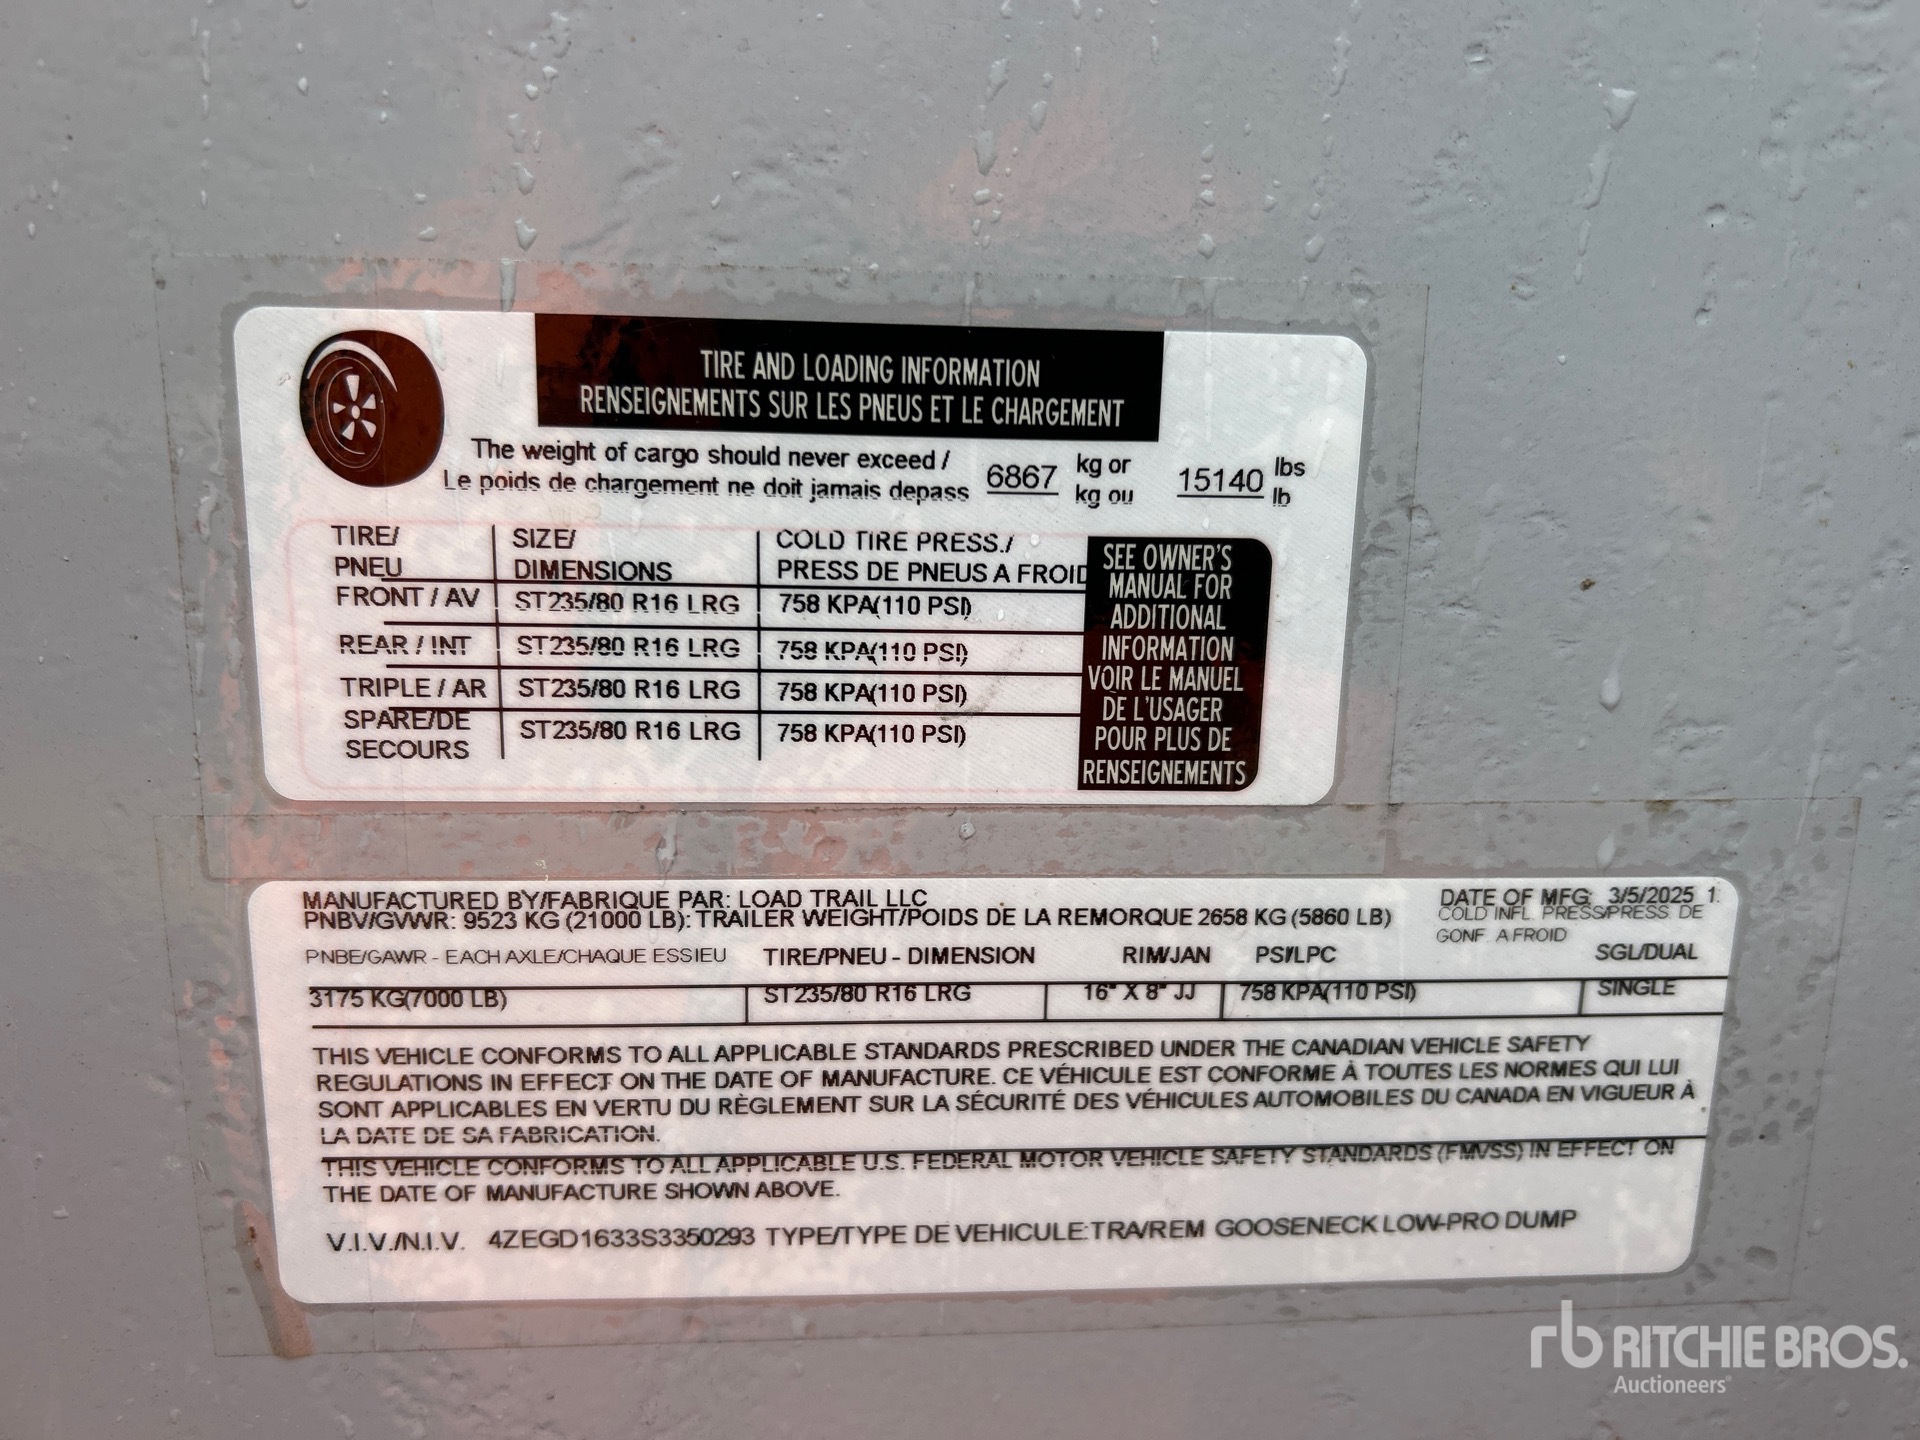 TIRE AND LOADING INFORMATION
RENSEIGNEMENTS SUR LES PNEUS ET LE CHARGEMENT
The weight of cargo should never exceed / 6867 kg or 15140 lbs
Le poids de chargement ne doit jamais depass kg ou lb
TIRE/ SIZE/ COLD TIRE PRESS./
PNEU DIMENSIONS PRESS DE PNEUS A FROID
FRONT / AV ST235/80 R16 LRG 758 KPA(110 PSI)
REAR / INT ST235/80 R16 LRG 758 KPA(110 PSI)
TRIPLE / AR ST235/80 R16 LRG 758 KPA(110 PSI)
SPARE/DE
SECOURS ST235/80 R16 LRG 758 KPA(110 PSI)
SEE OWNER'S
MANUAL FOR
ADDITIONAL
INFORMATION
VOIR LE MANUEL
DE L'USAGER
POUR PLUS DE
RENSEIGNEMENTS
MANUFACTURED BY/FABRIQUE PAR: LOAD TRAIL LLC DATE OF MFG: 3/5/2025 1.
PNBV/GVWR: 9523 KG (21000 LB): TRAILER WEIGHT/POIDS DE LA REMORQUE 2658 KG (5860 LB) COLD INFL. PRESS/PRESS. DE
GONF. A FROID
PNBE/GAWR - EACH AXLE/CHAQUE ESSIEU TIRE/PNEU - DIMENSION RIM/JAN PSI/LPC SGL/DUAL
3175 KG(7000 LB) ST235/80 R16 LRG 16" X 8" JJ 758 KPA(110 PSI) SINGLE
THIS VEHICLE CONFORMS TO ALL APPLICABLE STANDARDS PRESCRIBED UNDER THE CANADIAN VEHICLE SAFETY
REGULATIONS IN EFFECT ON THE DATE OF MANUFACTURE. CE VÉHICULE EST CONFORME À TOUTES LES NORMES QUI LUI
SONT APPLICABLES EN VERTU DU RÈGLEMENT SUR LA SÉCURITÉ DES VÉHICULES AUTOMOBILES DU CANADA EN VIGUEUR À
LA DATE DE SA FABRICATION.
THIS VEHICLE CONFORMS TO ALL APPLICABLE U.S. FEDERAL MOTOR VEHICLE SAFETY STANDARDS (FMVSS) IN EFFECT ON
THE DATE OF MANUFACTURE SHOWN ABOVE.
V.I.V./N.I.V. 4ZEGD1633S3350293 TYPE/TYPE DE VEHICULE:TRA/REM GOOSENECK LOW-PRO DUMP
rb RITCHIE BROS.
Auctioneers